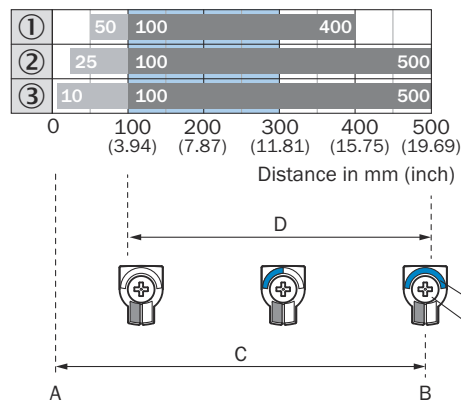 ① 50 100 400
② 25 100 500
③ 10 100 500
0 100 200 300 400 500
(3.94) (7.87) (11.81) (15.75) (19.69)
Distance in mm (inch)
D
C
A B